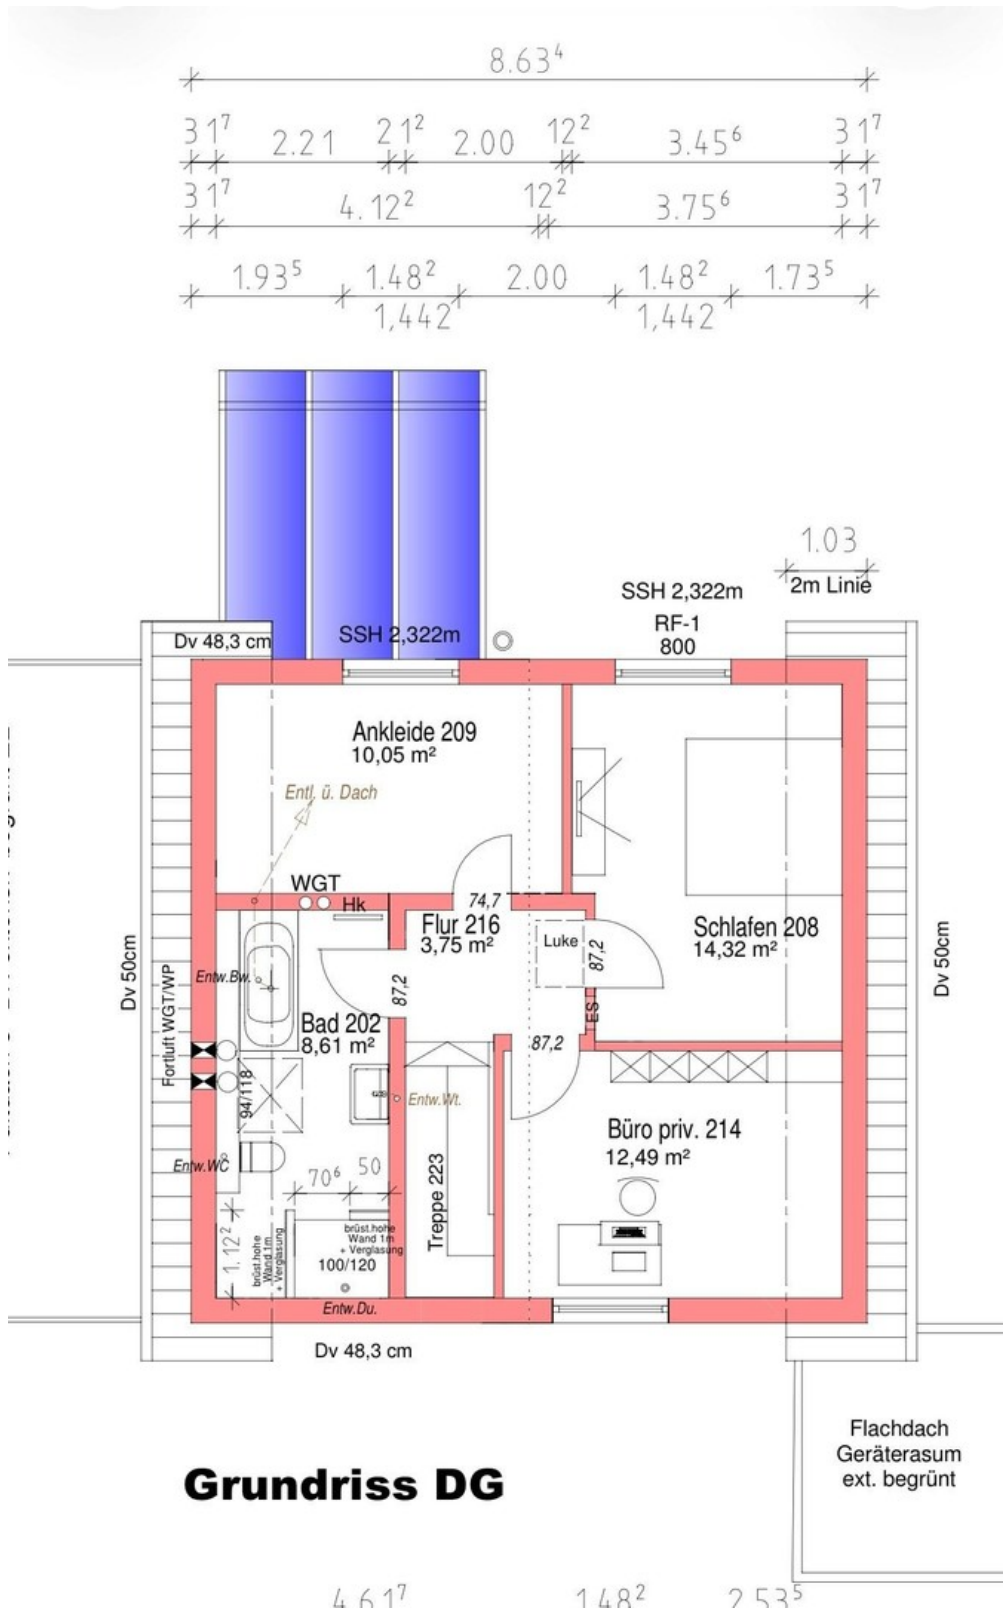 8.63⁴
31⁷ 2.21 21² 2.00 12² 3.45⁶ 31⁷
31⁷ 4.12² 12² 3.75⁶ 31⁷
1.93⁵ 1.48² 2.00 1.48² 1.73⁵
1,442 1,442
1.03
2m Linie
SSH 2,322m
RF-1
800
Dv 48,3 cm
SSH 2,322m
Ankleide 209
10,05 m²
Entl. ü. Dach
WGT
Hk
74,7
Flur 216
3,75 m²
Luke
87,2
Schlafen 208
14,32 m²
Dv 50cm
Fortluft WGT/WP
Entw.Bw.
87,2
Bad 202
8,61 m²
ES
87,2
Dv 50cm
94/118
Entw.Wt.
Büro priv. 214
12,49 m²
Entw.WC
70⁶ 50
Treppe 223
1.12²
brüst.hohe
Wand 1m
+ Verglasung
brüst.hohe
Wand 1m
+ Verglasung
100/120
Entw.Du.
Dv 48,3 cm
Flachdach
Geräterasum
ext. begrünt
Grundriss DG
4.61⁷ 1.48² 2.53⁵